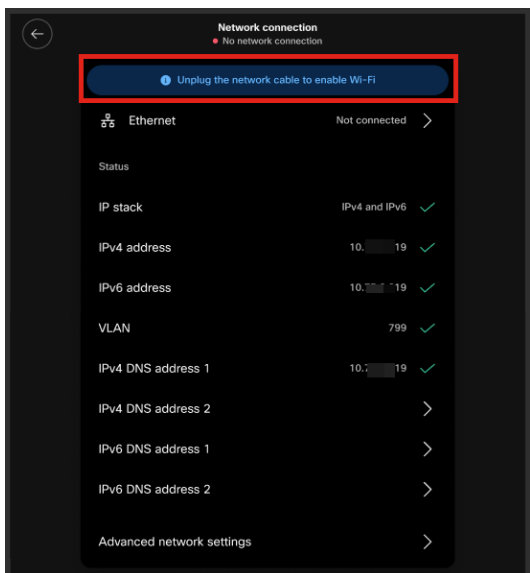 Network connection
No network connection
Unplug the network cable to enable Wi-Fi
Ethernet Not connected
Status
IP stack IPv4 and IPv6
IPv4 address 10. 19
IPv6 address 10. 19
VLAN 799
IPv4 DNS address 1 10. 19
IPv4 DNS address 2
IPv6 DNS address 1
IPv6 DNS address 2
Advanced network settings